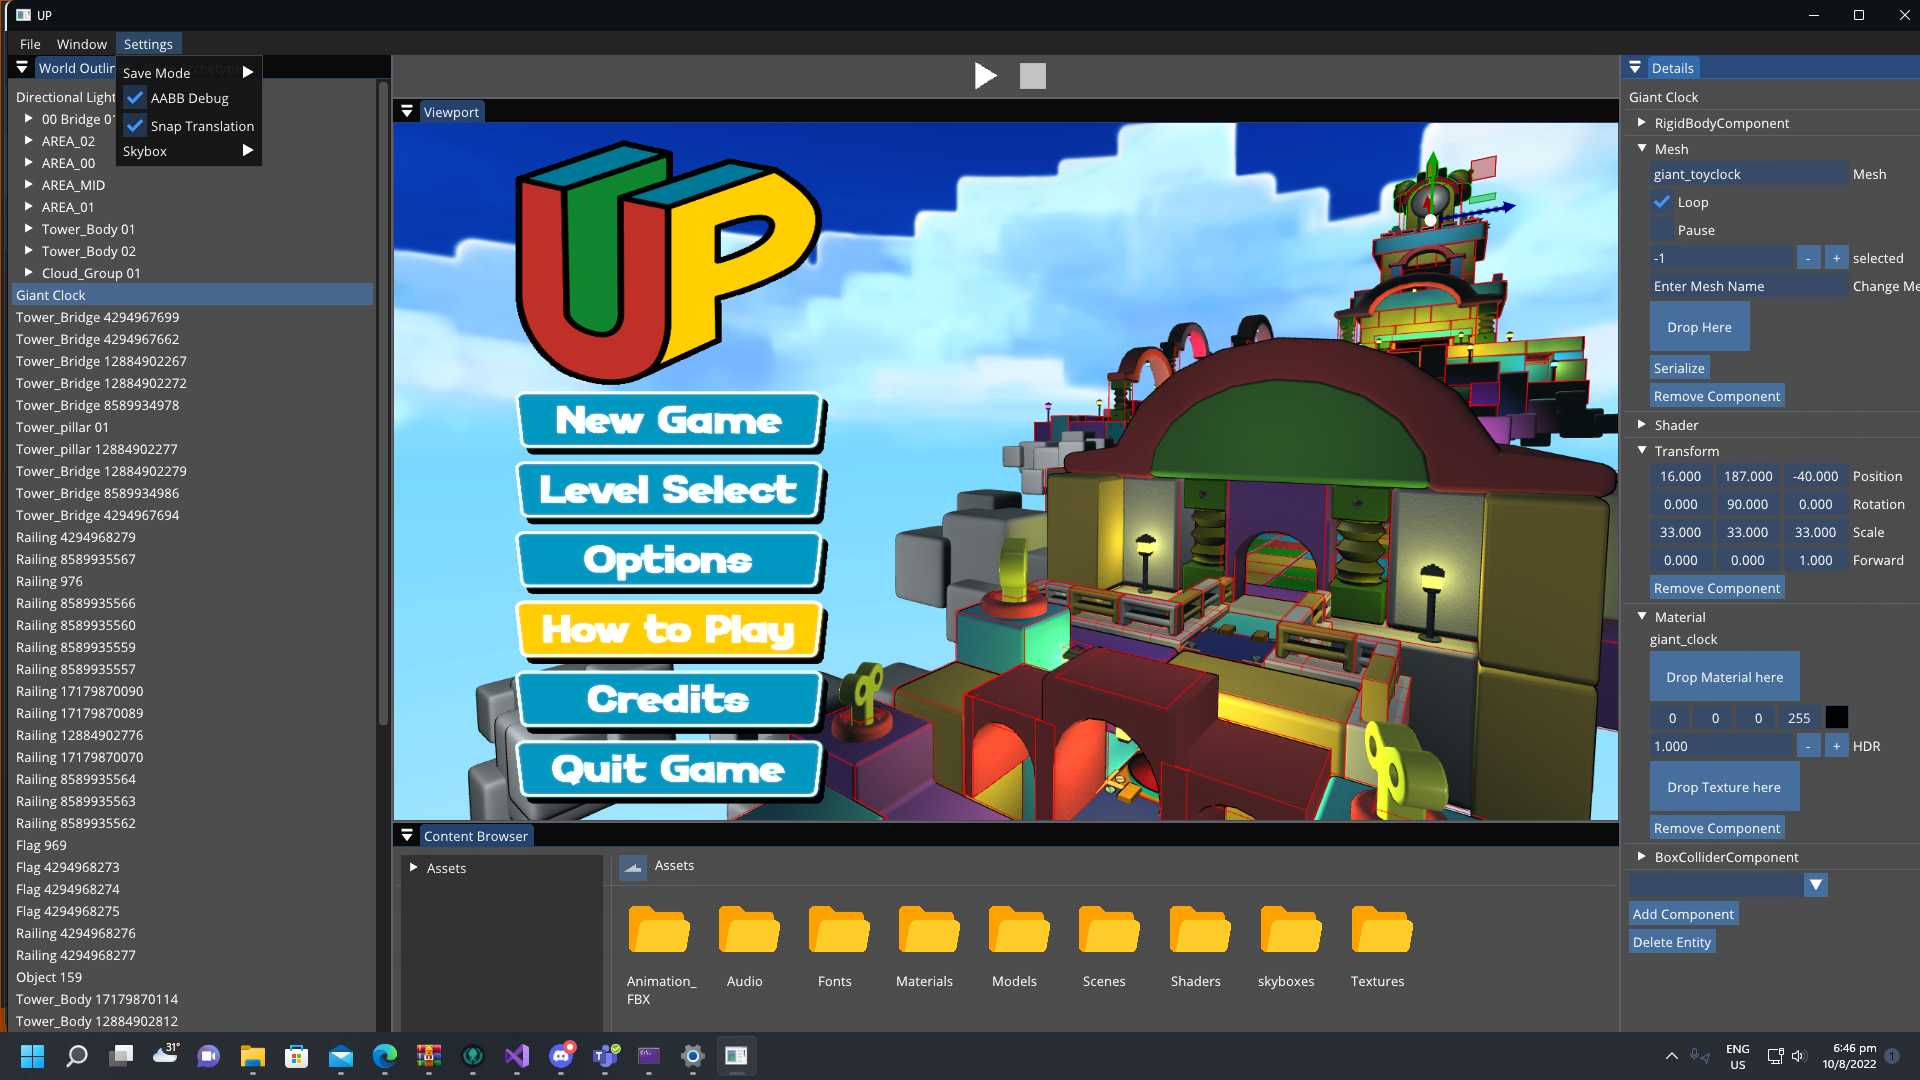 UP
File Window Settings
World Outlin
Save Mode
AABB Debug
Snap Translation
Skybox
Directional Light
00 Bridge 01
AREA_02
AREA_00
AREA_MID
AREA_01
Tower_Body 01
Tower_Body 02
Cloud_Group 01
Giant Clock
Tower_Bridge 4294967699
Tower_Bridge 4294967662
Tower_Bridge 12884902267
Tower_Bridge 12884902272
Tower_Bridge 8589934978
Tower_pillar 01
Tower_pillar 12884902277
Tower_Bridge 12884902279
Tower_Bridge 8589934986
Tower_Bridge 4294967694
Railing 4294968279
Railing 8589935567
Railing 976
Railing 8589935566
Railing 8589935560
Railing 8589935559
Railing 8589935557
Railing 17179870090
Railing 17179870089
Railing 12884902776
Railing 17179870070
Railing 8589935564
Railing 8589935563
Railing 8589935562
Flag 969
Flag 4294968273
Flag 4294968274
Flag 4294968275
Railing 4294968276
Railing 4294968277
Object 159
Tower_Body 17179870114
Tower_Body 12884902812
Viewport
UP
New Game
Level Select
Options
How to Play
Credits
Quit Game
Content Browser
Assets
Assets
Animation_
FBX
Audio
Fonts
Materials
Models
Scenes
Shaders
skyboxes
Textures
Details
Giant Clock
RigidBodyComponent
Mesh
giant_toyclock Mesh
Loop
Pause
-1 - + selected
Enter Mesh Name Change Me
Drop Here
Serialize
Remove Component
Shader
Transform
16.000 187.000 -40.000 Position
0.000 90.000 0.000 Rotation
33.000 33.000 33.000 Scale
0.000 0.000 1.000 Forward
Remove Component
Material
giant_clock
Drop Material here
0 0 0 255
1.000 - + HDR
Drop Texture here
Remove Component
BoxColliderComponent
Add Component
Delete Entity
31°
ENG
US
6:46 pm
10/8/2022
1